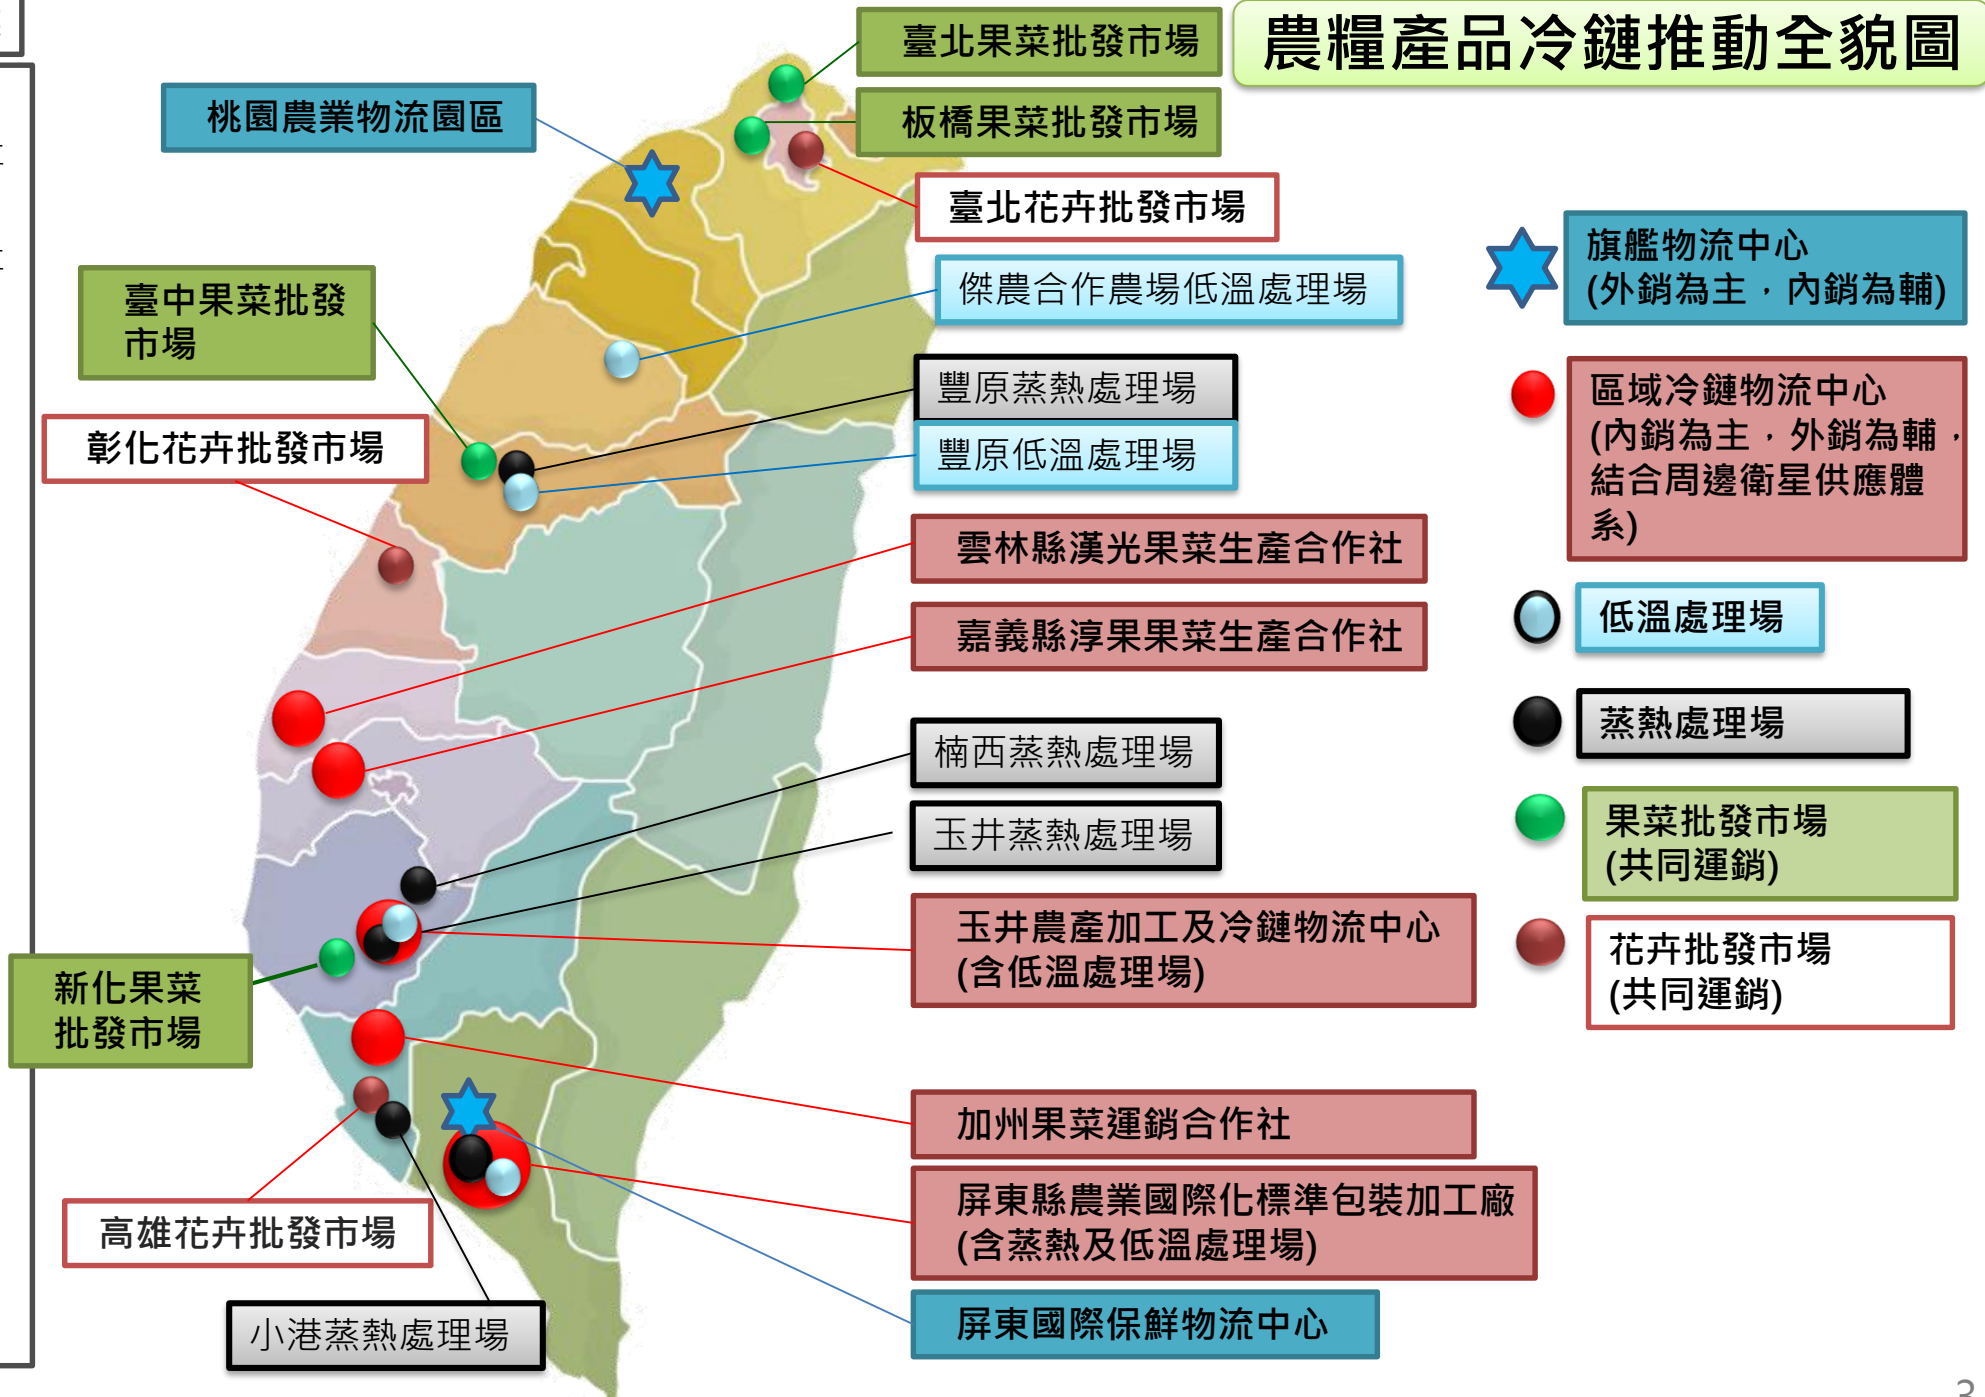 農糧產品冷鏈推動全貌圖
臺北果菜批發市場
桃園農業物流園區
板橋果菜批發市場
臺北花卉批發市場
傑農合作農場低溫處理場
臺中果菜批發
市場
豐原蒸熱處理場
彰化花卉批發市場
豐原低溫處理場
雲林縣漢光果菜生產合作社
嘉義縣淳果果菜生產合作社
楠西蒸熱處理場
玉井蒸熱處理場
玉井農產加工及冷鏈物流中心
(含低溫處理場)
新化果菜
批發市場
加州果菜運銷合作社
屏東縣農業國際化標準包裝加工廠
(含蒸熱及低溫處理場)
高雄花卉批發市場
小港蒸熱處理場
屏東國際保鮮物流中心
旗艦物流中心
(外銷為主，內銷為輔)
區域冷鏈物流中心
(內銷為主，外銷為輔，
結合周邊衛星供應體
系)
低溫處理場
蒸熱處理場
果菜批發市場
(共同運銷)
花卉批發市場
(共同運銷)